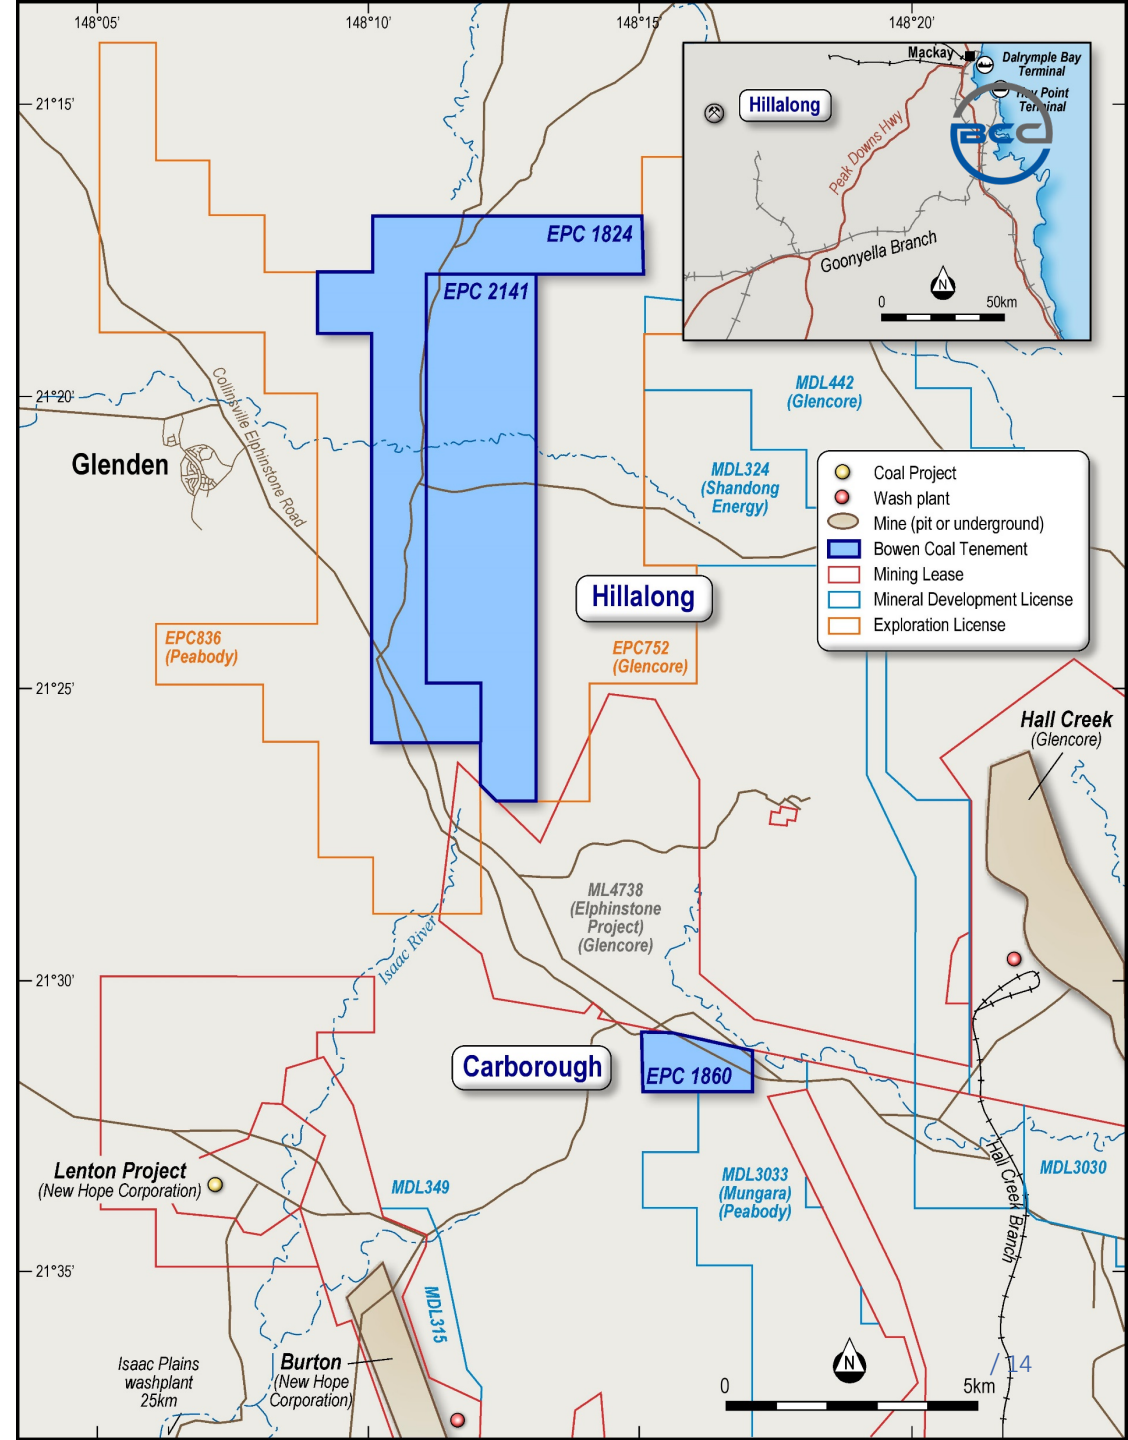 148°05'
148°10'
148°15'
148°20'
21°15'
21°20'
21°25'
21°30'
21°35'
Mackay
Dalrymple Bay
Terminal
Hay Point
Terminal
BCC
Hillalong
Peak Downs Hwy
Goonyella Branch
N
0
50km
EPC 1824
EPC 2141
Collinsville Elphinstone Road
Glenden
MDL442
(Glencore)
MDL324
(Shandong
Energy)
Coal Project
Wash plant
Mine (pit or underground)
Bowen Coal Tenement
Mining Lease
Mineral Development License
Exploration License
Hillalong
EPC836
(Peabody)
EPC752
(Glencore)
Hall Creek
(Glencore)
ML4738
(Elphinstone
Project)
(Glencore)
Isaac River
Carborough
EPC 1860
Lenton Project
(New Hope Corporation)
MDL349
MDL3033
(Mungara)
(Peabody)
MDL3030
Hall Creek Branch
MDL315
Isaac Plains
washplant
25km
Burton
(New Hope
Corporation)
N
0
5km
/ 14